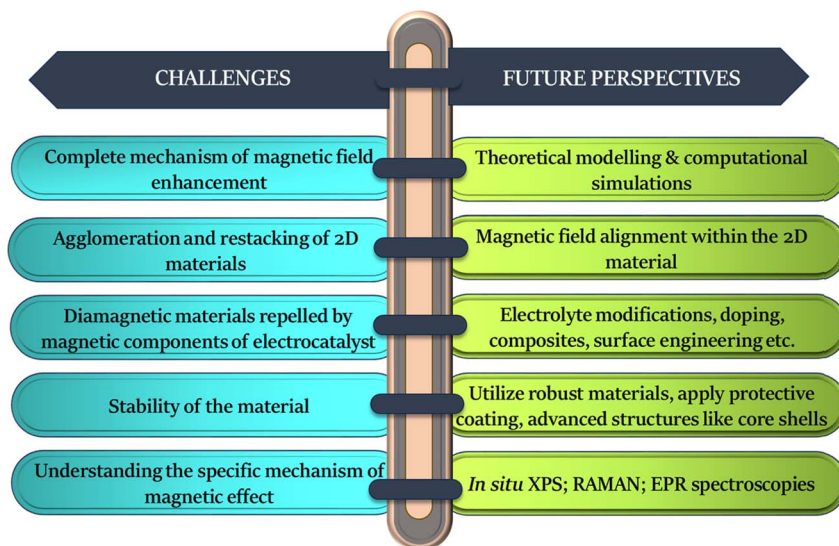 CHALLENGES
FUTURE PERSPECTIVES
Complete mechanism of magnetic field
enhancement
Theoretical modelling & computational
simulations
Agglomeration and restacking of 2D
materials
Magnetic field alignment within the 2D
material
Diamagnetic materials repelled by
magnetic components of electrocatalyst
Electrolyte modifications, doping,
composites, surface engineering etc.
Stability of the material
Utilize robust materials, apply protective
coating, advanced structures like core shells
Understanding the specific mechanism of
magnetic effect
In situ XPS; RAMAN; EPR spectroscopies